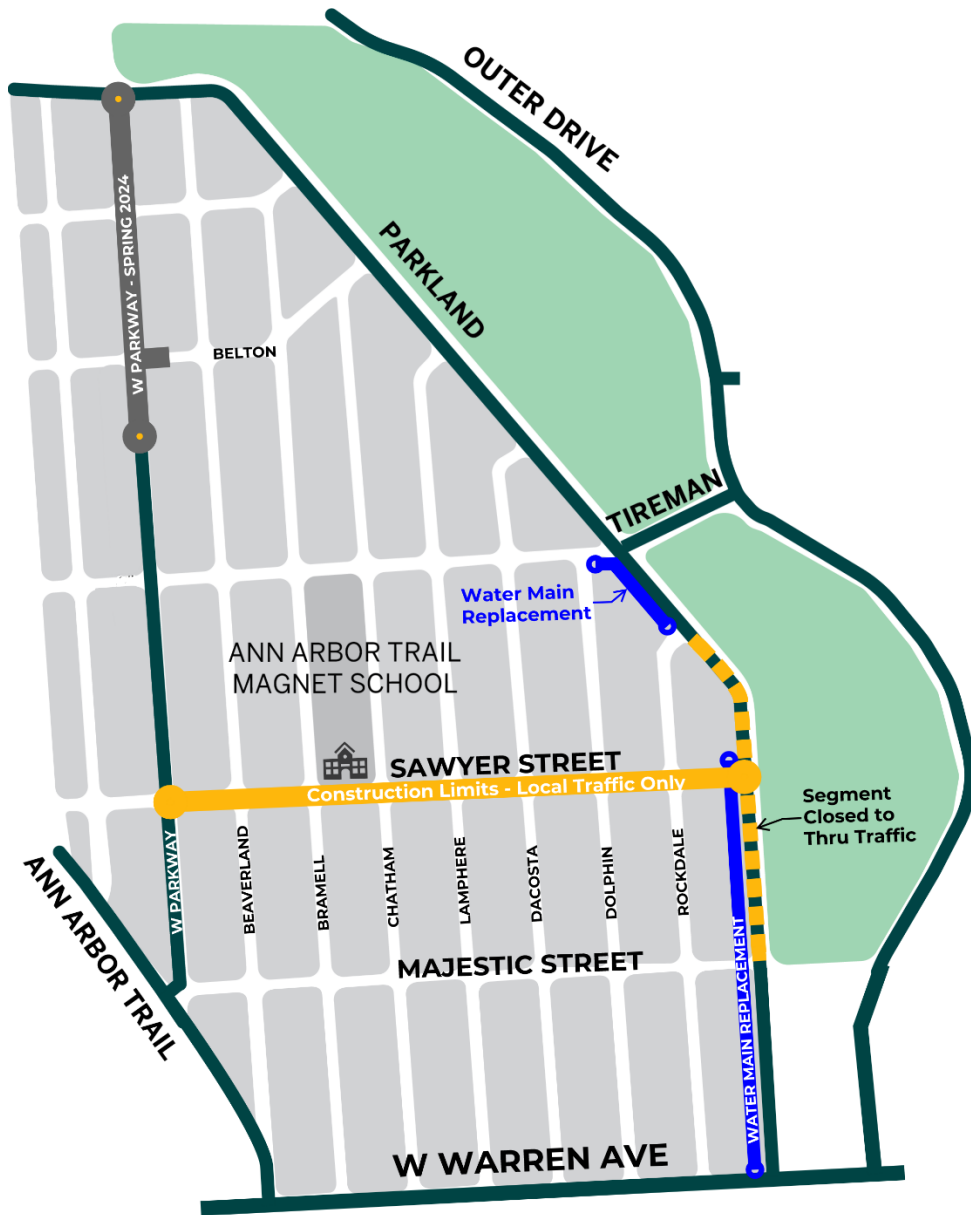 OUTER DRIVE
W PARKWAY - SPRING 2024
PARKLAND
BELTON
TIREMAN
Water Main
Replacement
ANN ARBOR TRAIL
MAGNET SCHOOL
SAWYER STREET
Construction Limits - Local Traffic Only
Segment
Closed to
Thru Traffic
W PARKWAY
BEAVERLAND
BRAMELL
CHATHAM
LAMPHERE
DACOSTA
DOLPHIN
ROCKDALE
ANN ARBOR TRAIL
MAJESTIC STREET
WATER MAIN REPLACEMENT
W WARREN AVE